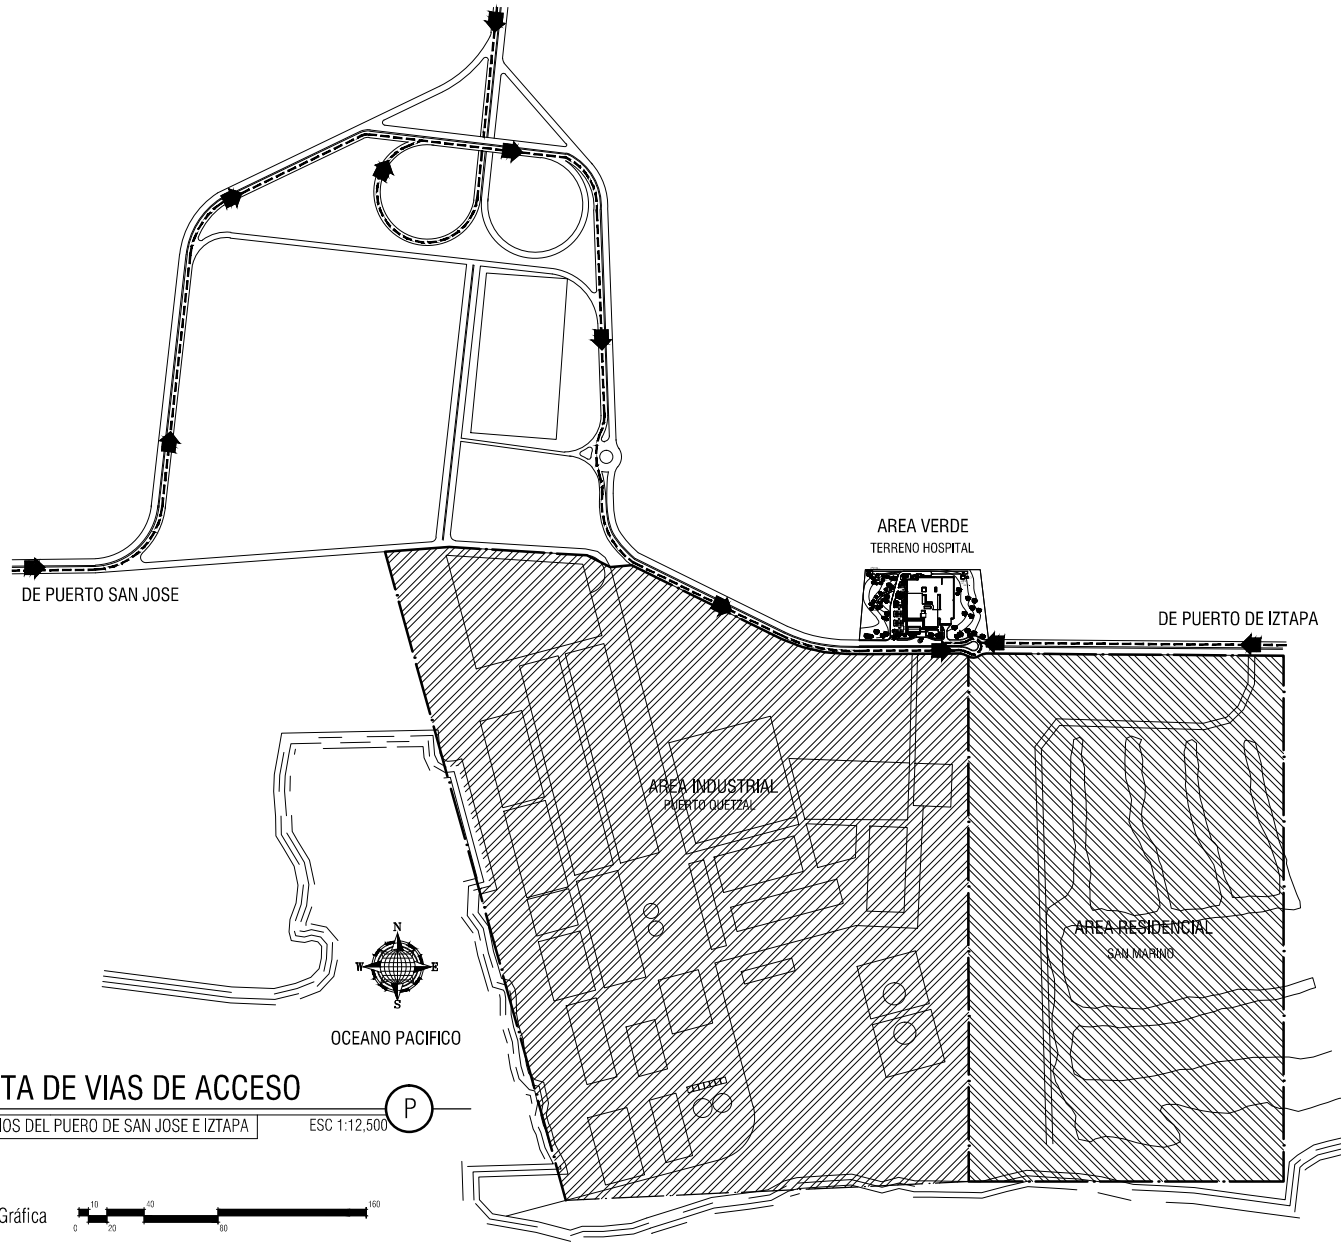 AREA VERDE
TERRENO HOSPITAL
DE PUERTO SAN JOSE
DE PUERTO DE IZTAPA
AREA INDUSTRIAL
PUERTO QUETZAL
AREA RESIDENCIAL
SAN MARINO
N
W E
S
OCEANO PACIFICO
TA DE VIAS DE ACCESO
IOS DEL PUERO DE SAN JOSE E IZTAPA
ESC 1:12,500
P
Gráfica
10 40 160
0 20 80